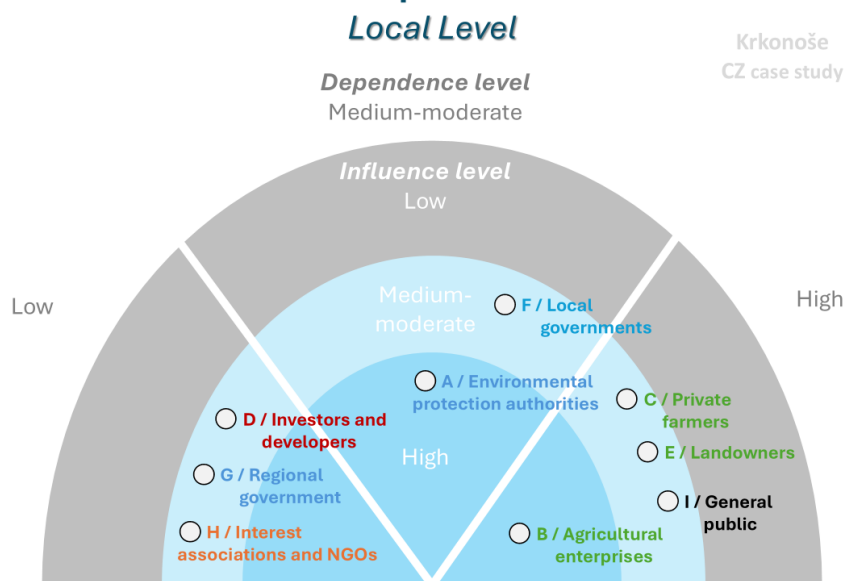 Local Level
Krkonoše
CZ case study
Dependence level
Medium-moderate
Influence level
Low
Low
High
Medium-
moderate
F / Local
governments
A / Environmental
protection authorities
C / Private
farmers
D / Investors and
developers
High
E / Landowners
G / Regional
government
I / General
public
H / Interest
associations and NGOs
B / Agricultural
enterprises